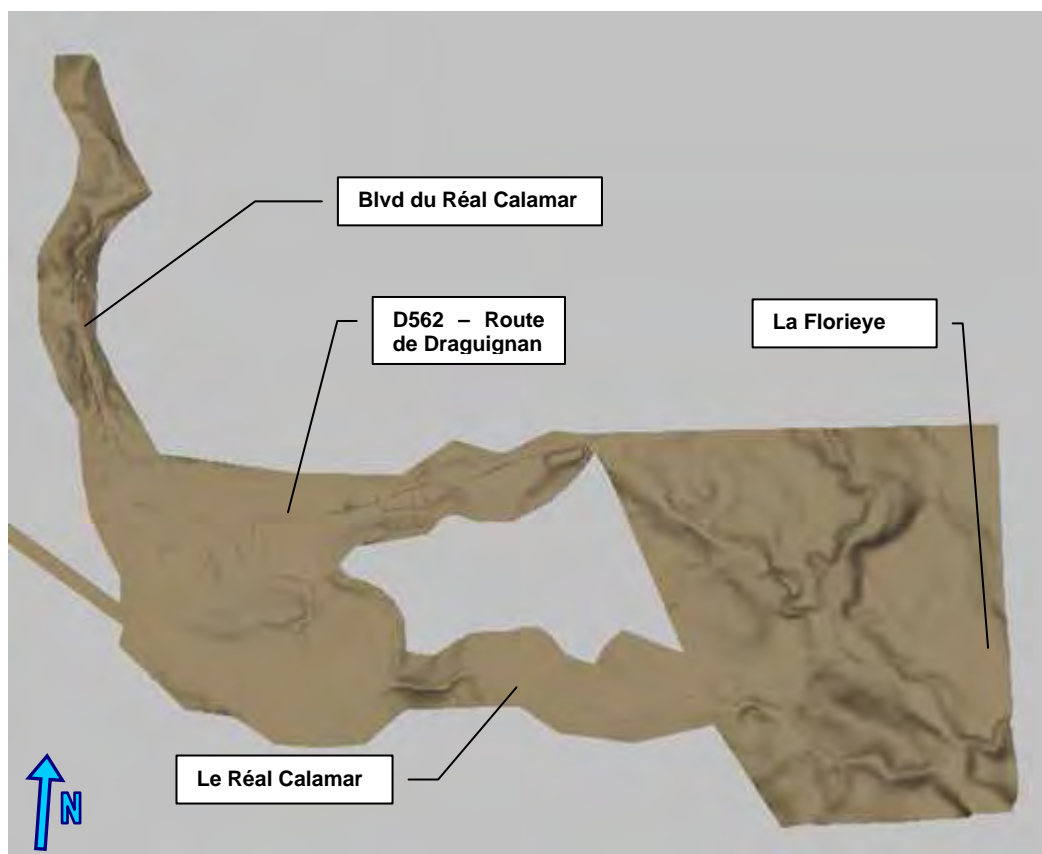 Blvd du Réal Calamar
D562 – Route
de Draguignan
La Florieye
Le Réal Calamar
N